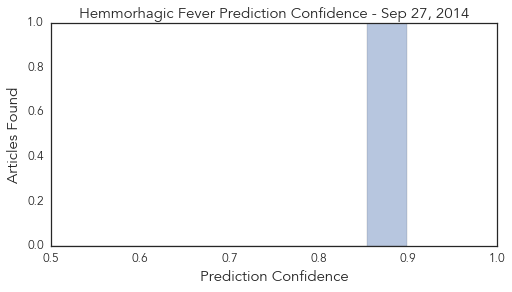 Hemmorhagic Fever Prediction Confidence - Sep 27, 2014
1.0
0.8
0.6
0.4
0.2
0.0
Articles Found
0.5 0.6 0.7 0.8 0.9 1.0
Prediction Confidence